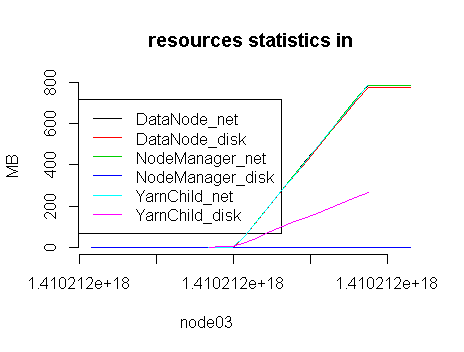 resources statistics in
MB
800
600
400
200
0
DataNode_net
DataNode_disk
NodeManager_net
NodeManager_disk
YarnChild_net
YarnChild_disk
1.410212e+18 1.410212e+18 1.410212e+18
node03